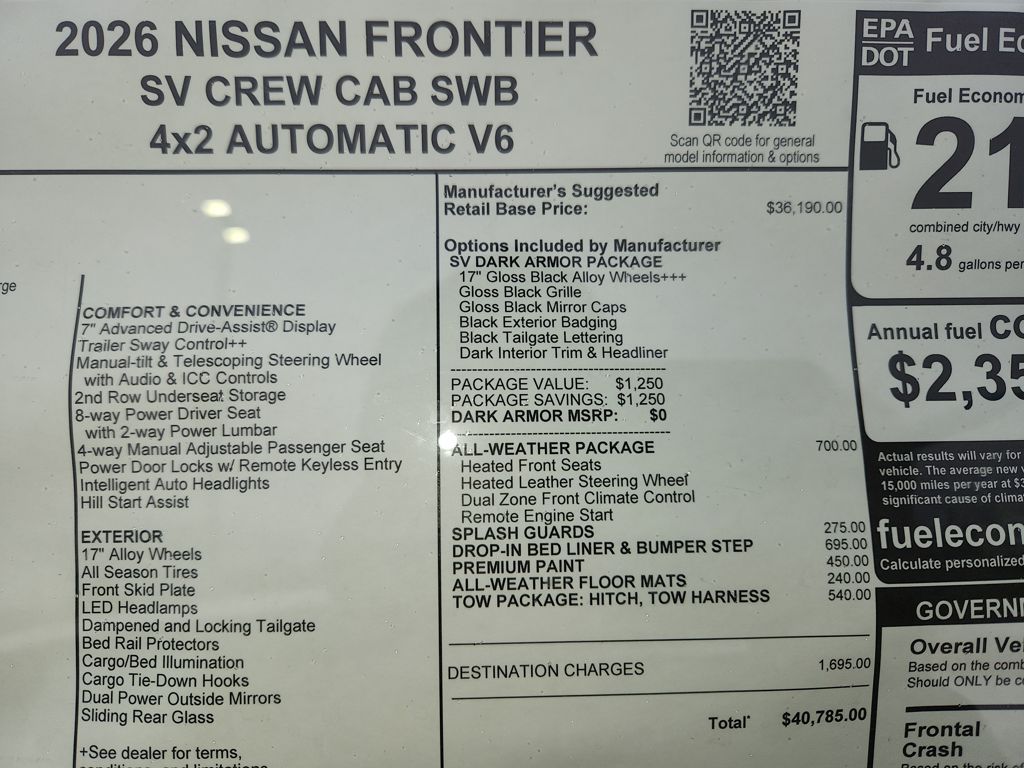 2026 NISSAN FRONTIER
SV CREW CAB SWB
4x2 AUTOMATIC V6
Scan QR code for general
model information & options
COMFORT & CONVENIENCE
7" Advanced Drive-Assist® Display
Trailer Sway Control++
Manual-tilt & Telescoping Steering Wheel
with Audio & ICC Controls
2nd Row Underseat Storage
8-way Power Driver Seat
with 2-way Power Lumbar
4-way Manual Adjustable Passenger Seat
Power Door Locks w/ Remote Keyless Entry
Intelligent Auto Headlights
Hill Start Assist
EXTERIOR
17" Alloy Wheels
All Season Tires
Front Skid Plate
LED Headlamps
Dampened and Locking Tailgate
Bed Rail Protectors
Cargo/Bed Illumination
Cargo Tie-Down Hooks
Dual Power Outside Mirrors
Sliding Rear Glass
+See dealer for terms,
Manufacturer's Suggested
Retail Base Price: $36,190.00
Options Included by Manufacturer
SV DARK ARMOR PACKAGE
17" Gloss Black Alloy Wheels+++
Gloss Black Grille
Gloss Black Mirror Caps
Black Exterior Badging
Black Tailgate Lettering
Dark Interior Trim & Headliner
PACKAGE VALUE: $1,250
PACKAGE SAVINGS: $1,250
DARK ARMOR MSRP: $0
ALL-WEATHER PACKAGE 700.00
Heated Front Seats
Heated Leather Steering Wheel
Dual Zone Front Climate Control
Remote Engine Start
SPLASH GUARDS 275.00
DROP-IN BED LINER & BUMPER STEP 695.00
PREMIUM PAINT 450.00
ALL-WEATHER FLOOR MATS 240.00
TOW PACKAGE: HITCH, TOW HARNESS 540.00
DESTINATION CHARGES 1,695.00
Total* $40,785.00
EPA
DOT
Fuel Ec
Fuel Econom
21
combined city/hwy
4.8 gallons per
Annual fuel CO
$2,35
Actual results will vary for
vehicle. The average new v
15,000 miles per year at $3
significant cause of clima
fueleconom
Calculate personalized
GOVERN
Overall Ve
Based on the comb
Should ONLY be co
Frontal
Crash
Based on the risk of